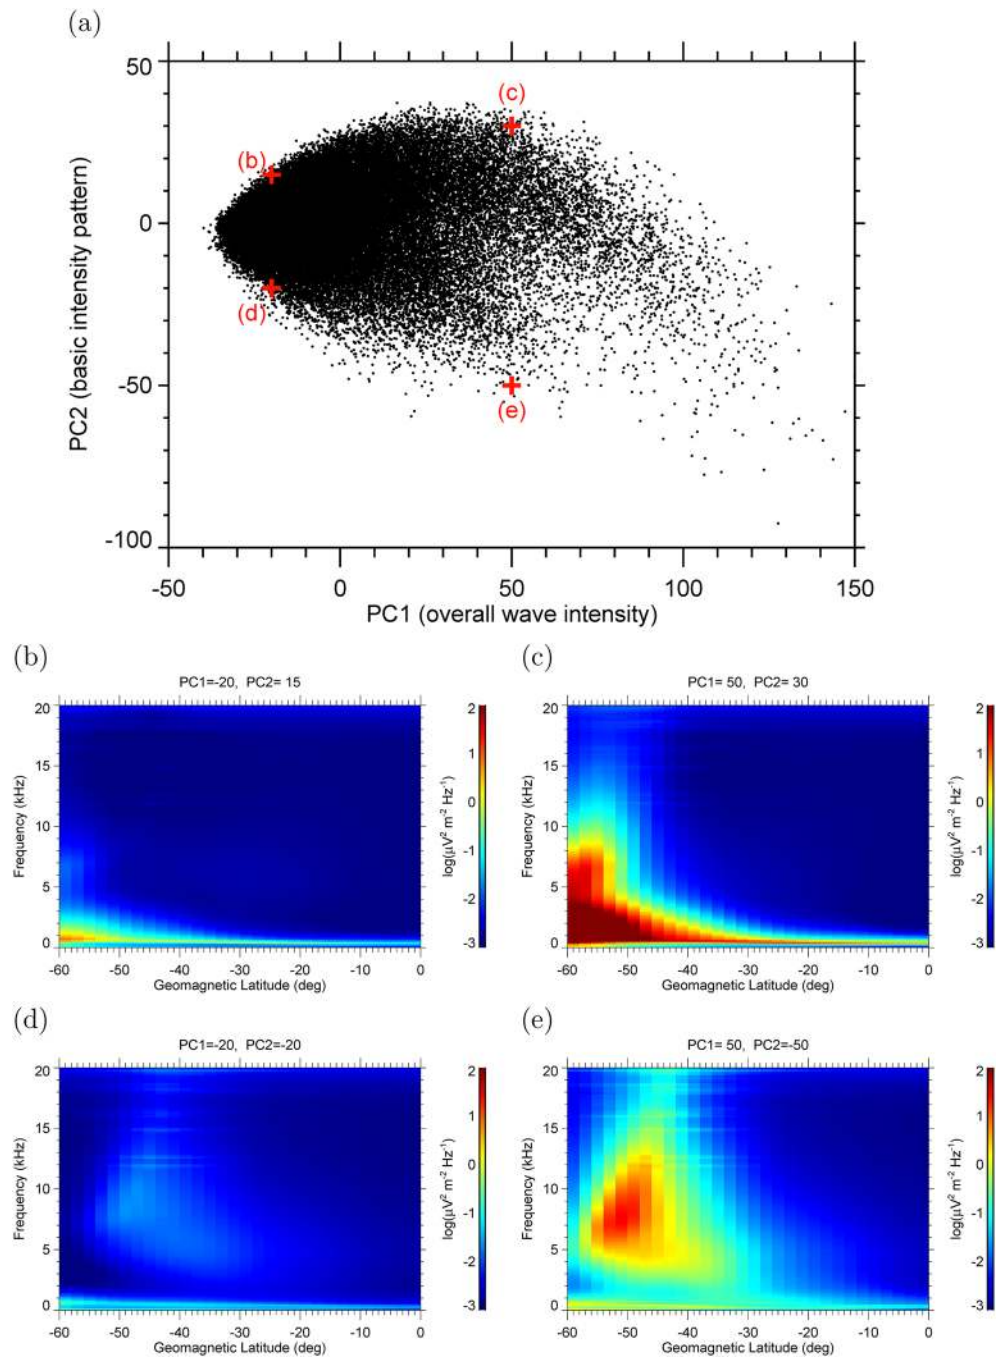 (a)
50
0
-50
-100
PC2 (basic intensity pattern)
(b)
(c)
(d)
(e)
-50 0 50 100 150
PC1 (overall wave intensity)
(b)
PC1=-20, PC2= 15
20
15
10
5
0
Frequency (kHz)
-60 -50 -40 -30 -20 -10 0
Geomagnetic Latitude (deg)
2
1
0
-1
-2
-3
log(μV² m⁻² Hz⁻¹)
(c)
PC1= 50, PC2= 30
20
15
10
5
0
Frequency (kHz)
-60 -50 -40 -30 -20 -10 0
Geomagnetic Latitude (deg)
2
1
0
-1
-2
-3
log(μV² m⁻² Hz⁻¹)
(d)
PC1=-20, PC2=-20
20
15
10
5
0
Frequency (kHz)
-60 -50 -40 -30 -20 -10 0
Geomagnetic Latitude (deg)
2
1
0
-1
-2
-3
log(μV² m⁻² Hz⁻¹)
(e)
PC1= 50, PC2=-50
20
15
10
5
0
Frequency (kHz)
-60 -50 -40 -30 -20 -10 0
Geomagnetic Latitude (deg)
2
1
0
-1
-2
-3
log(μV² m⁻² Hz⁻¹)